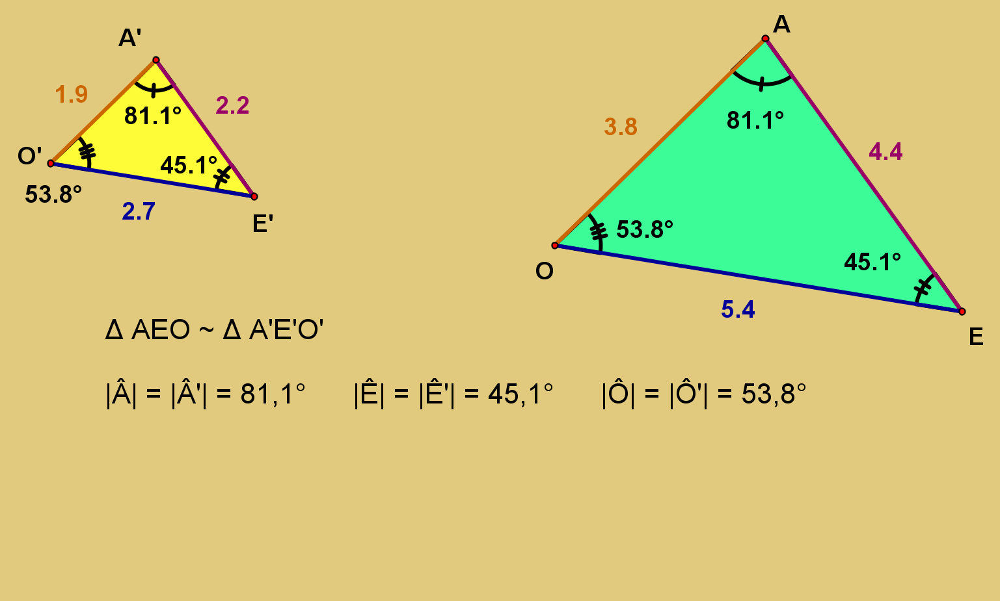 A'
1.9
2.2
81.1°
O'
45.1°
53.8°
2.7
E'
A
3.8
81.1°
4.4
53.8°
45.1°
O
5.4
E
Δ AEO ~ Δ A'E'O'
|Â| = |Â'| = 81,1° |Ê| = |Ê'| = 45,1° |Ô| = |Ô'| = 53,8°